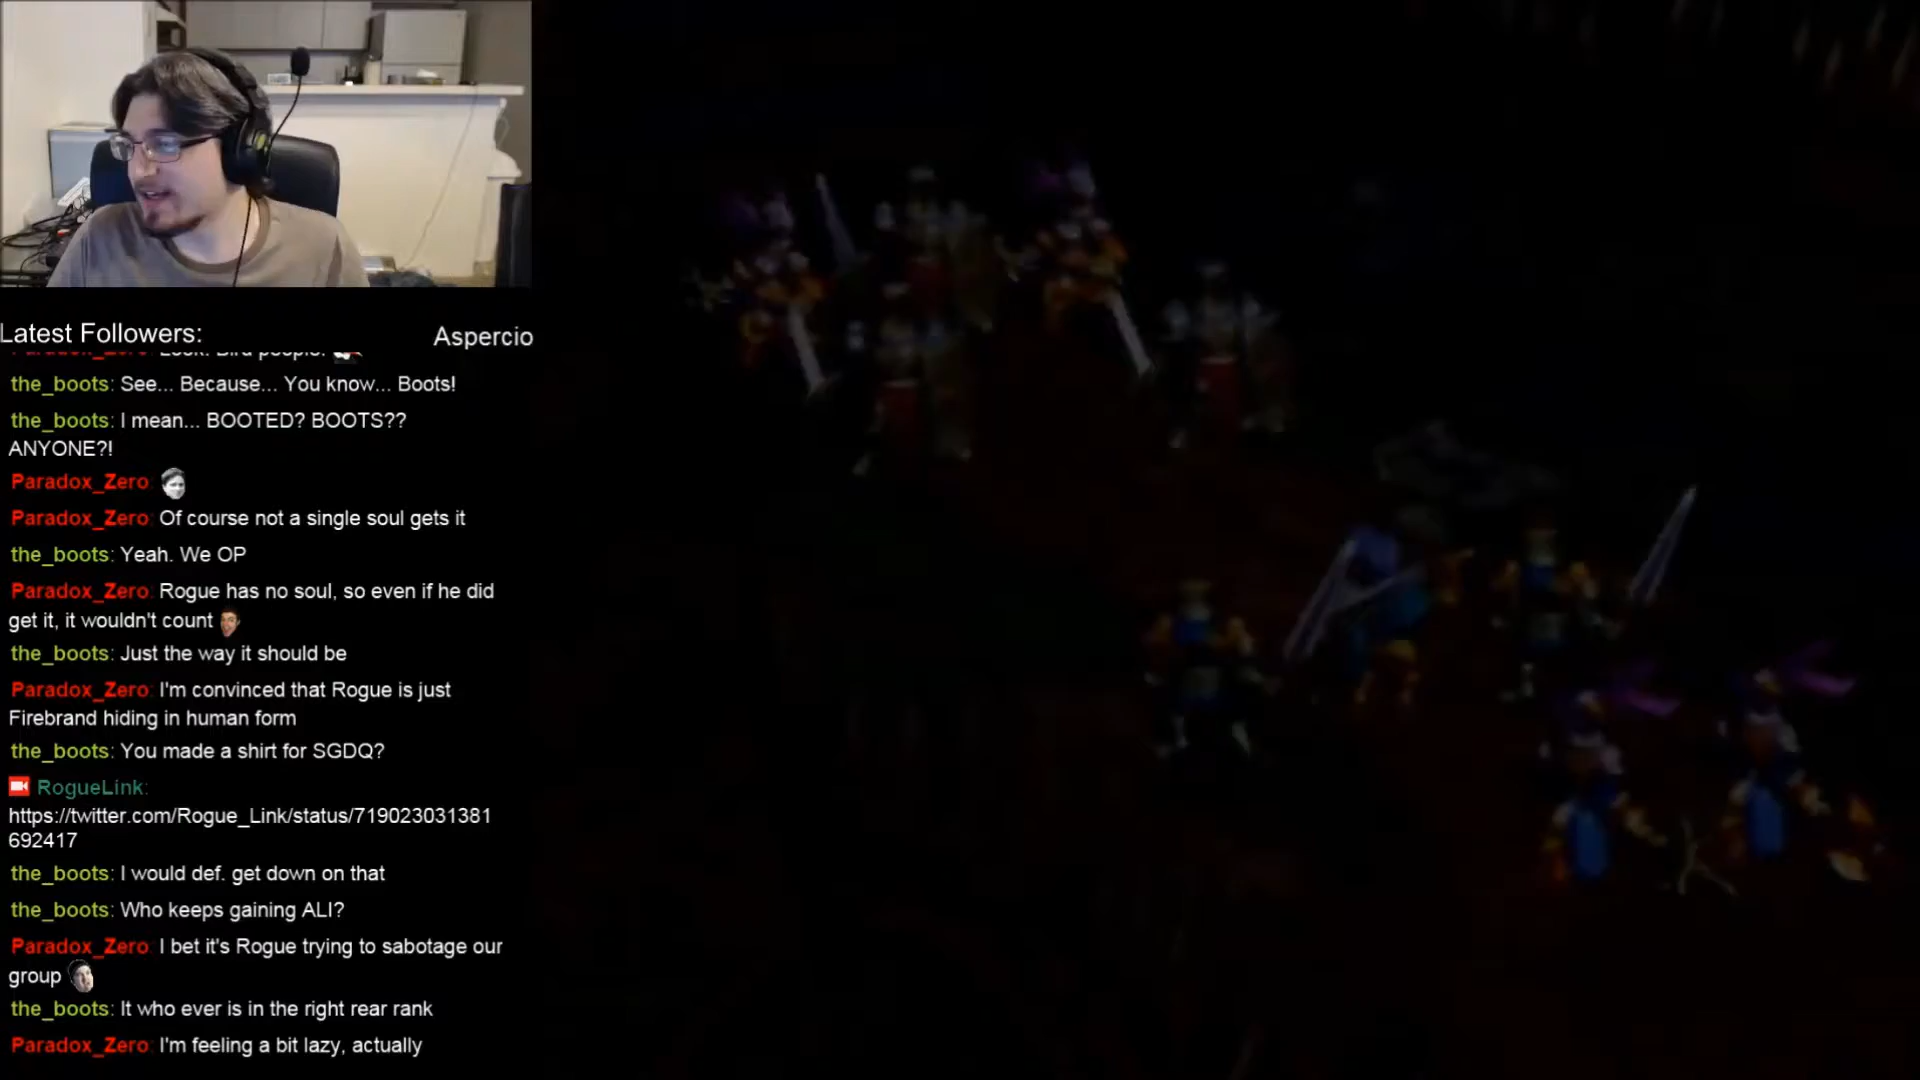 Latest Followers: Aspercio
Paradox_Zero: Look! Bird people!
the_boots: See... Because... You know... Boots!
the_boots: I mean... BOOTED? BOOTS??
ANYONE?!
Paradox_Zero:
Paradox_Zero: Of course not a single soul gets it
the_boots: Yeah. We OP
Paradox_Zero: Rogue has no soul, so even if he did
get it, it wouldn't count
the_boots: Just the way it should be
Paradox_Zero: I'm convinced that Rogue is just
Firebrand hiding in human form
the_boots: You made a shirt for SGDQ?
RogueLink:
https://twitter.com/Rogue_Link/status/719023031381
692417
the_boots: I would def. get down on that
the_boots: Who keeps gaining ALI?
Paradox_Zero: I bet it's Rogue trying to sabotage our
group
the_boots: It who ever is in the right rear rank
Paradox_Zero: I'm feeling a bit lazy, actually